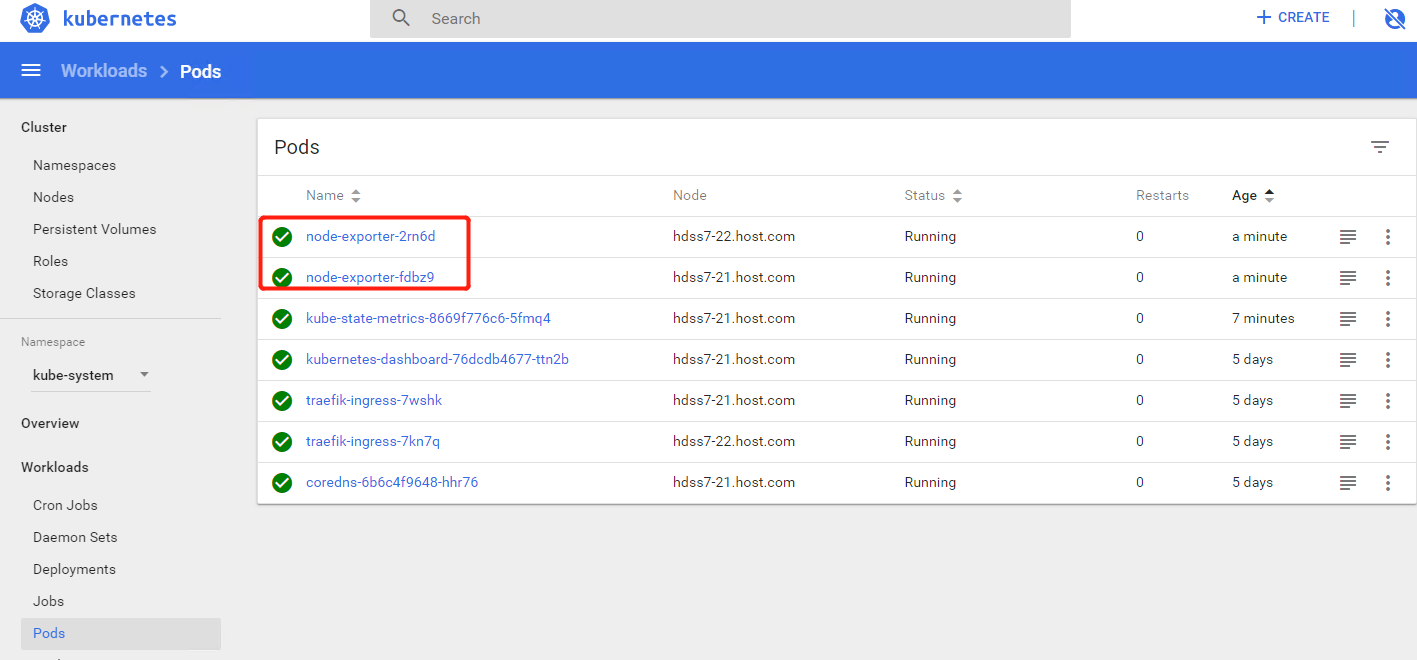 kubernetes Search CREATE
Workloads Pods
Cluster
Namespaces
Nodes
Persistent Volumes
Roles
Storage Classes
Namespace
kube-system
Overview
Workloads
Cron Jobs
Daemon Sets
Deployments
Jobs
Pods
Pods
Name Node Status Restarts Age
node-exporter-2rn6d hdss7-22.host.com Running 0 a minute
node-exporter-fdbz9 hdss7-21.host.com Running 0 a minute
kube-state-metrics-8669f776c6-5fmq4 hdss7-21.host.com Running 0 7 minutes
kubernetes-dashboard-76dcdb4677-ttn2b hdss7-21.host.com Running 0 5 days
traefik-ingress-7wshk hdss7-21.host.com Running 0 5 days
traefik-ingress-7kn7q hdss7-22.host.com Running 0 5 days
coredns-6b6c4f9648-hhr76 hdss7-21.host.com Running 0 5 days